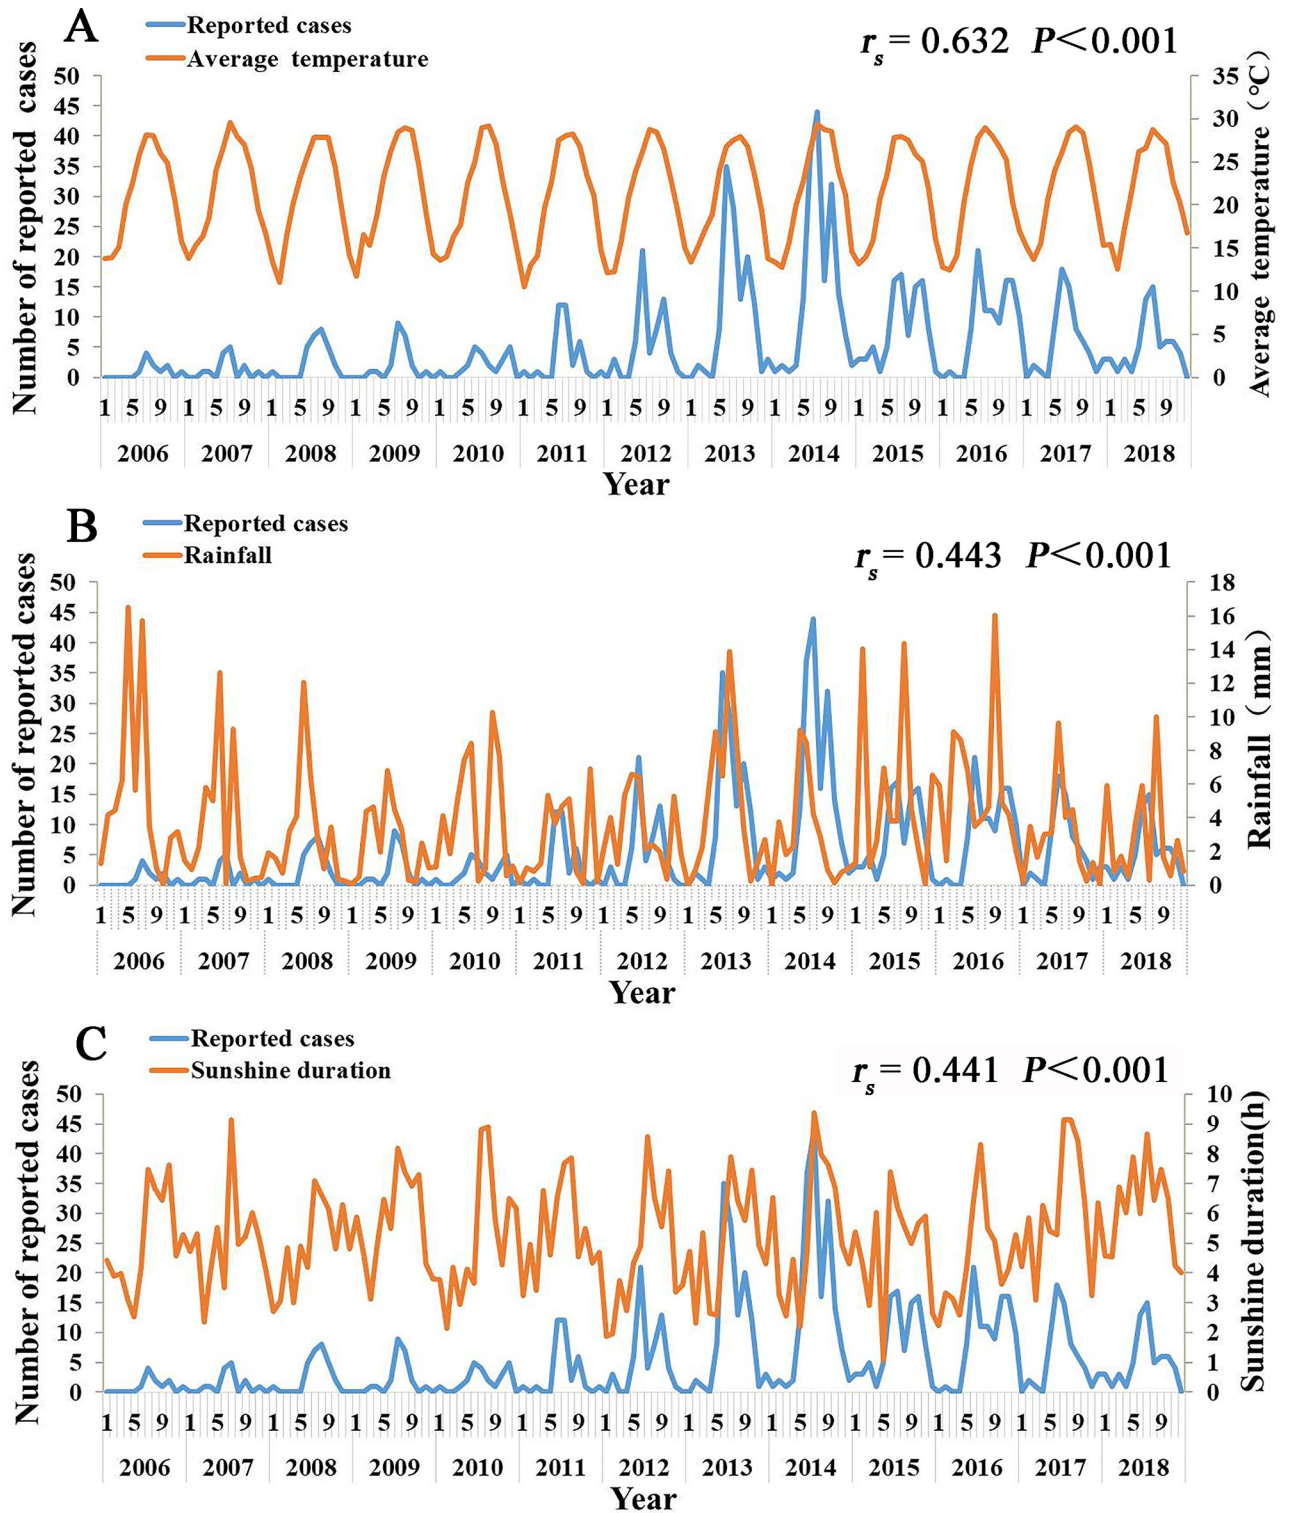 A
Reported cases
Average temperature
rs = 0.632 P<0.001
Number of reported cases
50
45
40
35
30
25
20
15
10
5
0
35
30
25
20
15
10
5
0
Average temperature（℃）
1 5 9 1 5 9 1 5 9 1 5 9 1 5 9 1 5 9 1 5 9 1 5 9 1 5 9 1 5 9 1 5 9 1 5 9 1 5 9
2006 2007 2008 2009 2010 2011 2012 2013 2014 2015 2016 2017 2018
Year
B
Reported cases
Rainfall
rs = 0.443 P<0.001
Number of reported cases
50
45
40
35
30
25
20
15
10
5
0
18
16
14
12
10
8
6
4
2
0
Rainfall（mm）
1 5 9 1 5 9 1 5 9 1 5 9 1 5 9 1 5 9 1 5 9 1 5 9 1 5 9 1 5 9 1 5 9 1 5 9 1 5 9
2006 2007 2008 2009 2010 2011 2012 2013 2014 2015 2016 2017 2018
Year
C
Reported cases
Sunshine duration
rs = 0.441 P<0.001
Number of reported cases
50
45
40
35
30
25
20
15
10
5
0
10
9
8
7
6
5
4
3
2
1
0
Sunshine duration(h)
1 5 9 1 5 9 1 5 9 1 5 9 1 5 9 1 5 9 1 5 9 1 5 9 1 5 9 1 5 9 1 5 9 1 5 9 1 5 9
2006 2007 2008 2009 2010 2011 2012 2013 2014 2015 2016 2017 2018
Year